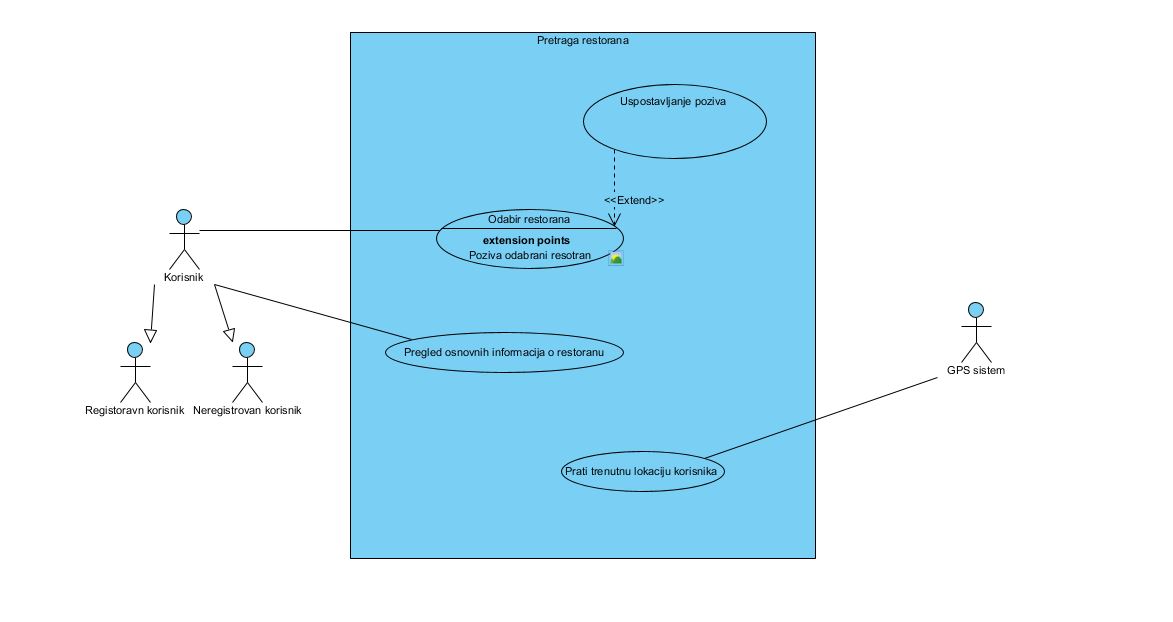 Pretraga restorana
Uspostavljanje poziva
<<Extend>>
Odabir restorana
extension points
Poziva odabrani resotran
Korisnik
Pregled osnovnih informacija o restoranu
GPS sistem
Registoravn korisnik
Neregistrovan korisnik
Prati trenutnu lokaciju korisnika